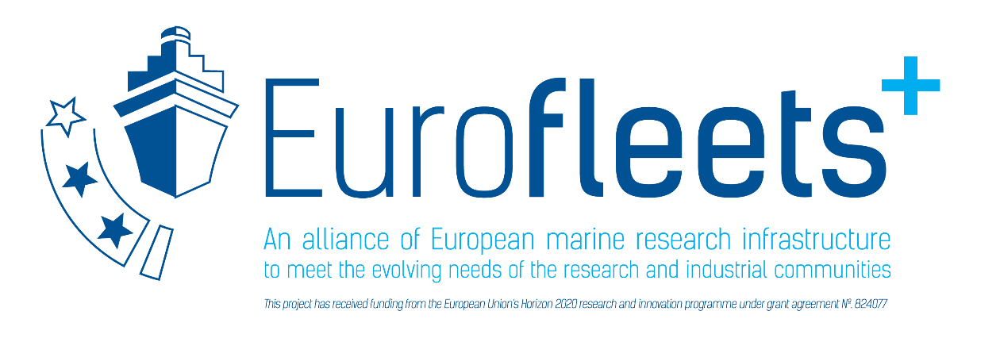 Eurofleets+
An alliance of European marine research infrastructure
to meet the evolving needs of the research and industrial communities
This project has received funding from the European Union's Horizon 2020 research and innovation programme under grant agreement Nº. 824077